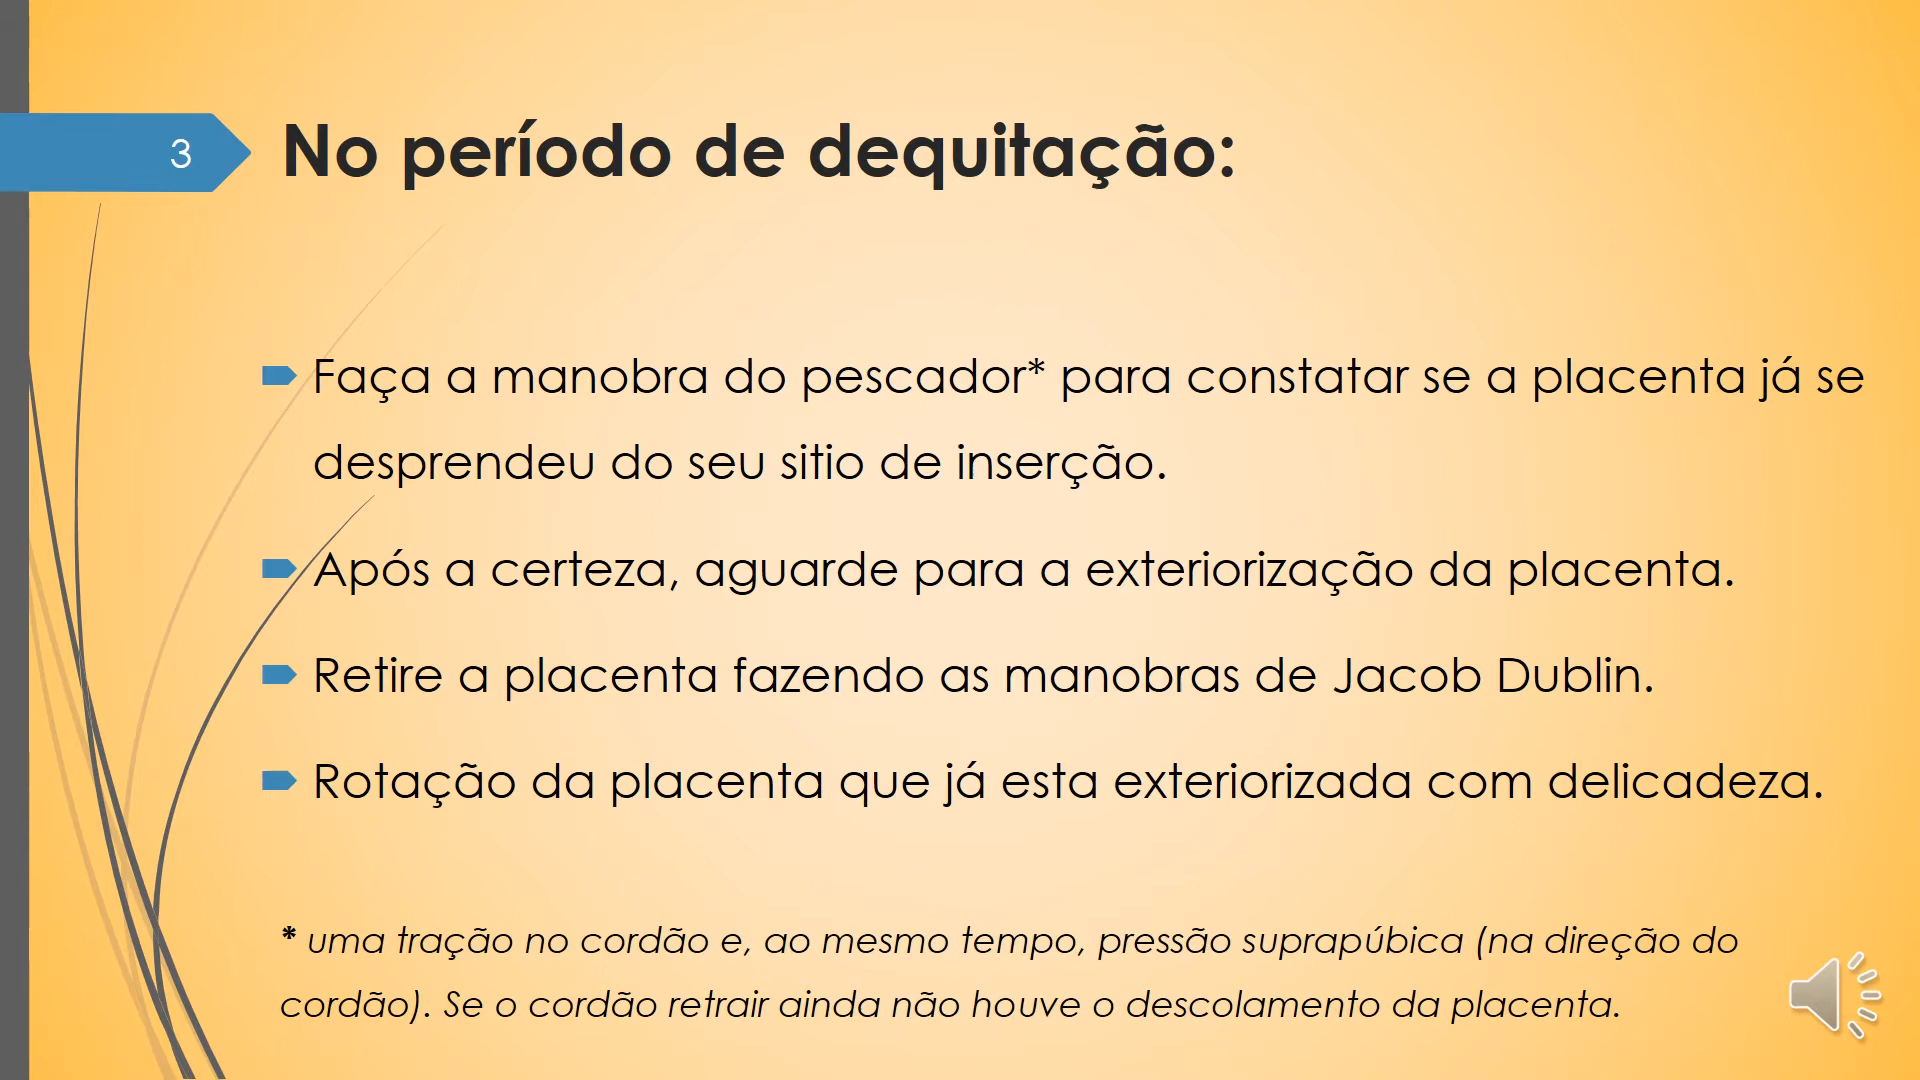 3
No período de dequitação:
Faça a manobra do pescador* para constatar se a placenta já se
desprendeu do seu sitio de inserção.
Após a certeza, aguarde para a exteriorização da placenta.
Retire a placenta fazendo as manobras de Jacob Dublin.
Rotação da placenta que já esta exteriorizada com delicadeza.
* uma tração no cordão e, ao mesmo tempo, pressão suprapúbica (na direção do
cordão). Se o cordão retrair ainda não houve o descolamento da placenta.